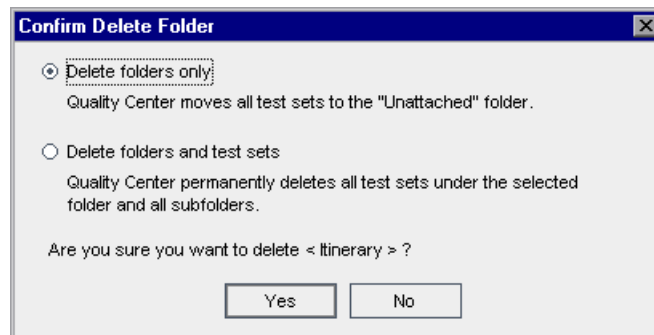 Confirm Delete Folder
Delete folders only
Quality Center moves all test sets to the "Unattached" folder.
Delete folders and test sets
Quality Center permanently deletes all test sets under the selected
folder and all subfolders.
Are you sure you want to delete < Itinerary > ?
Yes No